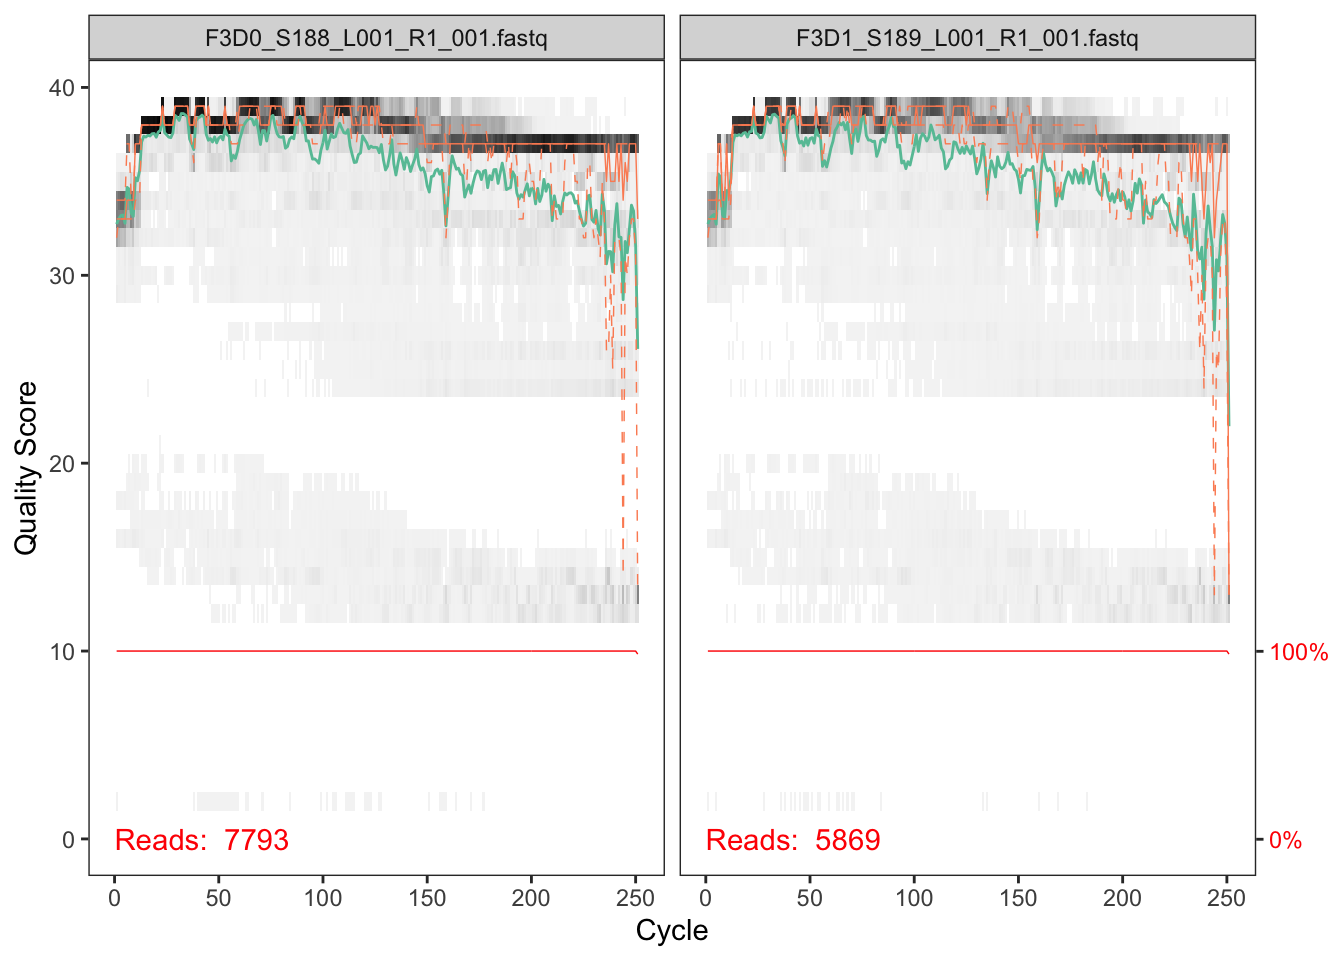 F3D0_S188_L001_R1_001.fastq
F3D1_S189_L001_R1_001.fastq
Quality Score
40
30
20
10
0
100%
0%
Reads: 7793
Reads: 5869
0 50 100 150 200 250
0 50 100 150 200 250
Cycle